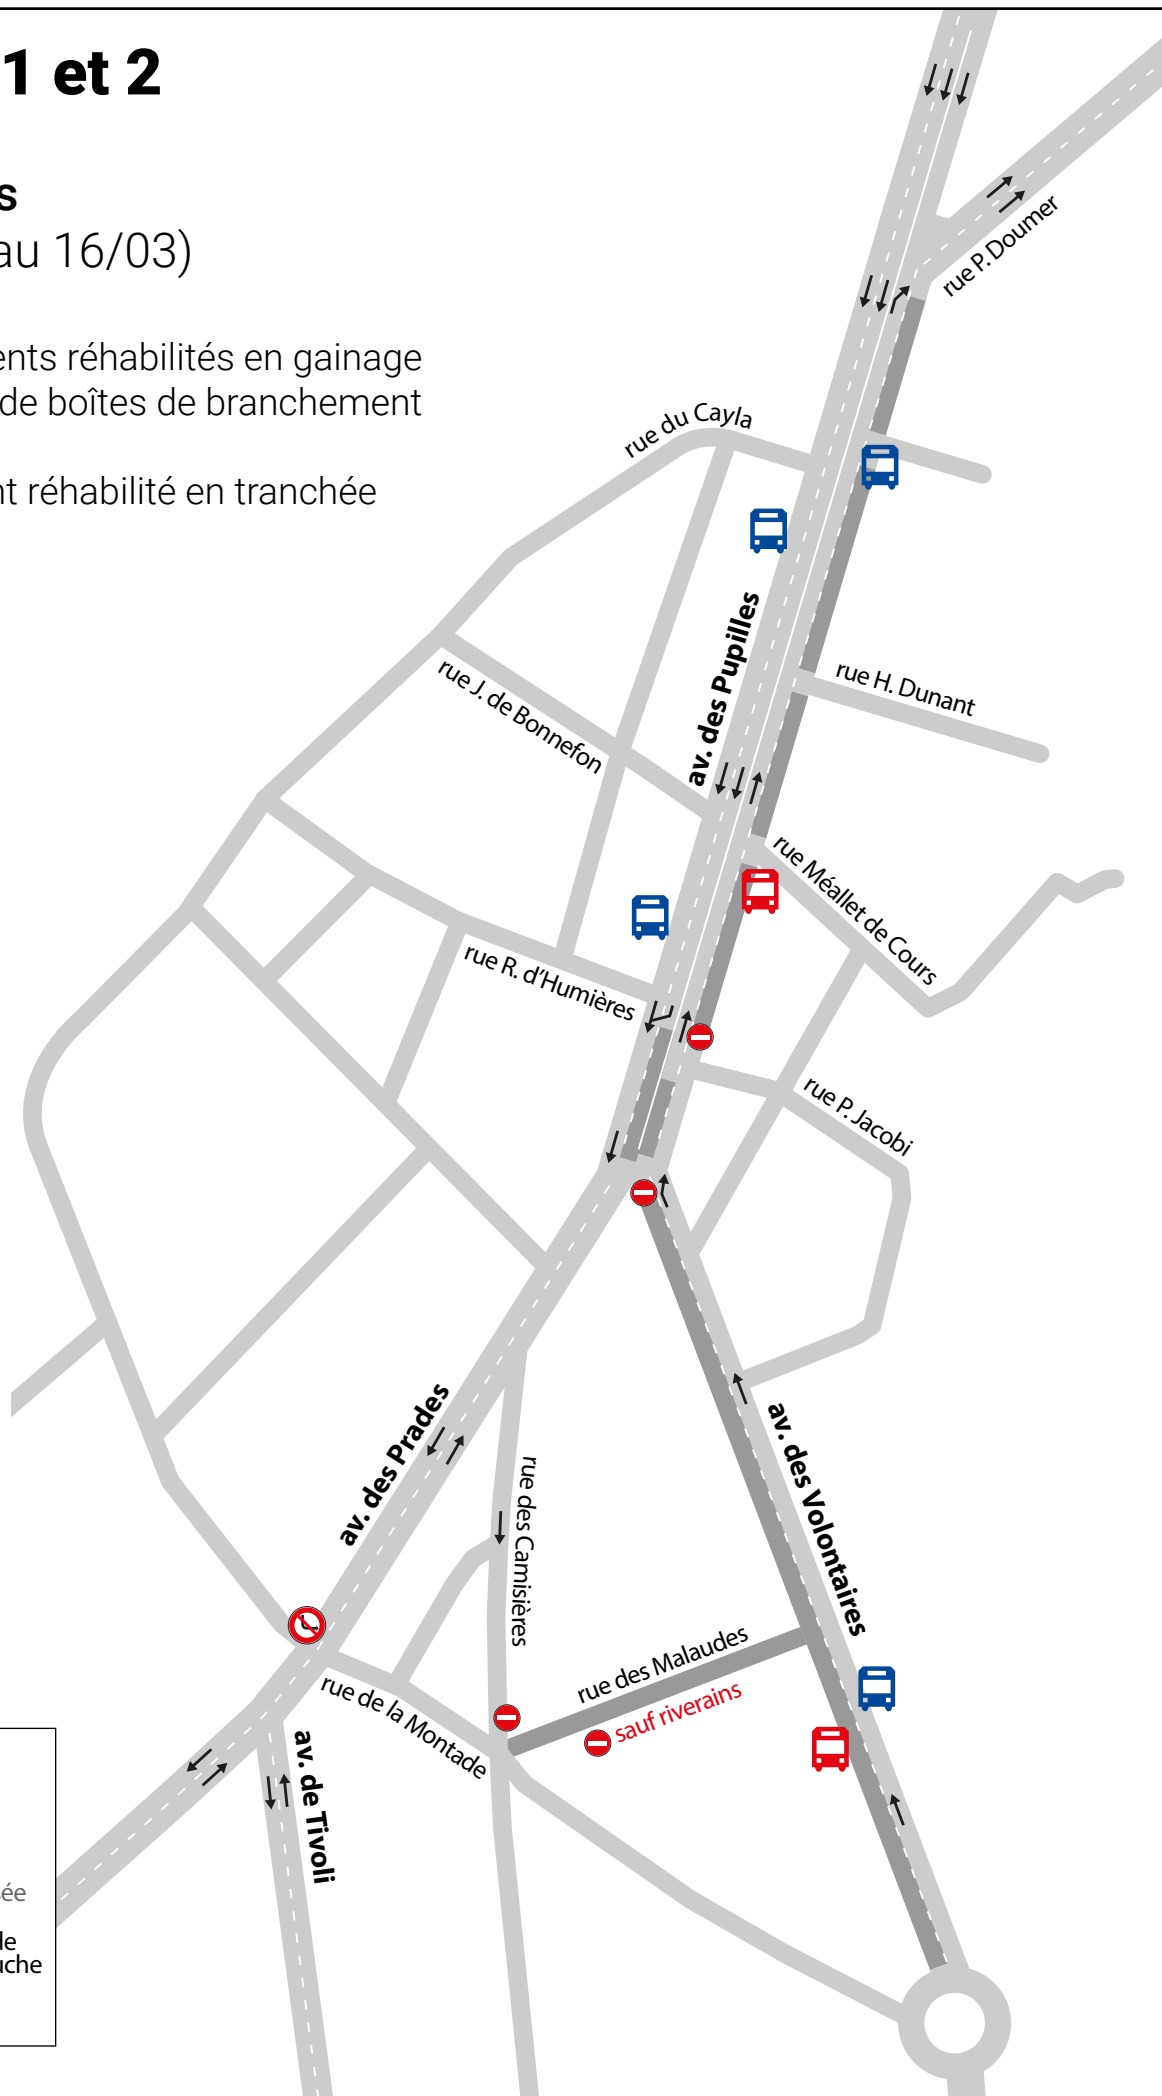 1 et 2
s
au 16/03)
ents réhabilités en gainage
de boîtes de branchement
nt réhabilité en tranchée
rue P. Doumer
rue du Cayla
av. des Pupilles
rue H. Dunant
rue J. de Bonnefon
rue Méallet de Cours
rue R. d'Humières
rue P. Jacobi
av. des Prades
rue des Camisières
av. des Volontaires
rue des Malaudes
sauf riverains
rue de la Montade
av. de Tivoli
ée
de
uche